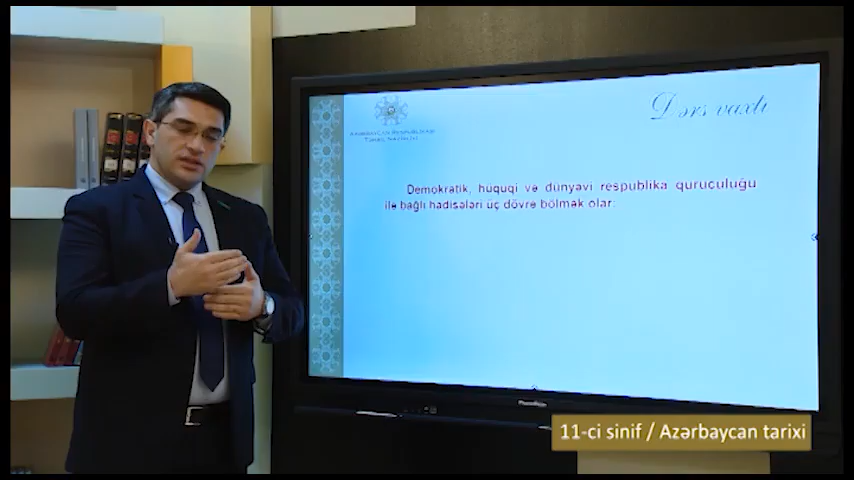 Dərs vaxtı
Demokratik, hüquqi və dünyəvi respublika quruculuğu
ilə bağlı hadisələri üç dövrə bölmək olar:
11-ci sinif / Azərbaycan tarixi